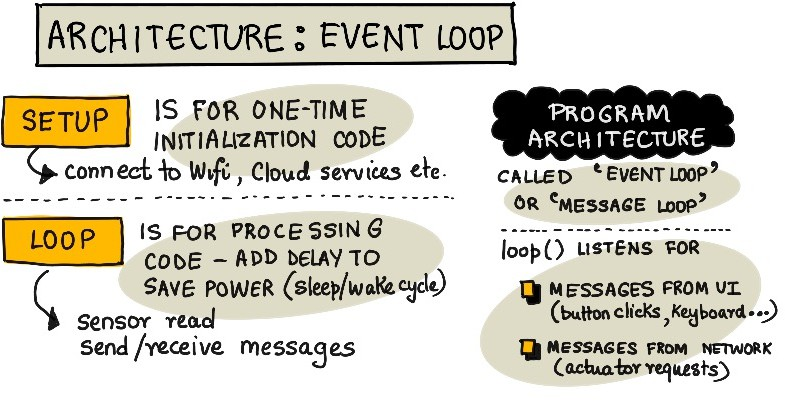 ARCHITECTURE: EVENT LOOP
SETUP
IS FOR ONE-TIME
INITIALIZATION CODE
connect to Wifi, Cloud services etc.
LOOP
IS FOR PROCESSING
CODE - ADD DELAY TO
SAVE POWER (sleep/wake cycle)
Sensor read
Send/receive messages
PROGRAM
ARCHITECTURE
CALLED 'EVENT LOOP'
OR 'MESSAGE LOOP'
loop() LISTENS FOR
MESSAGES FROM UI
(button clicks, Keyboard...)
MESSAGES FROM NETWORK
(actuator requests)